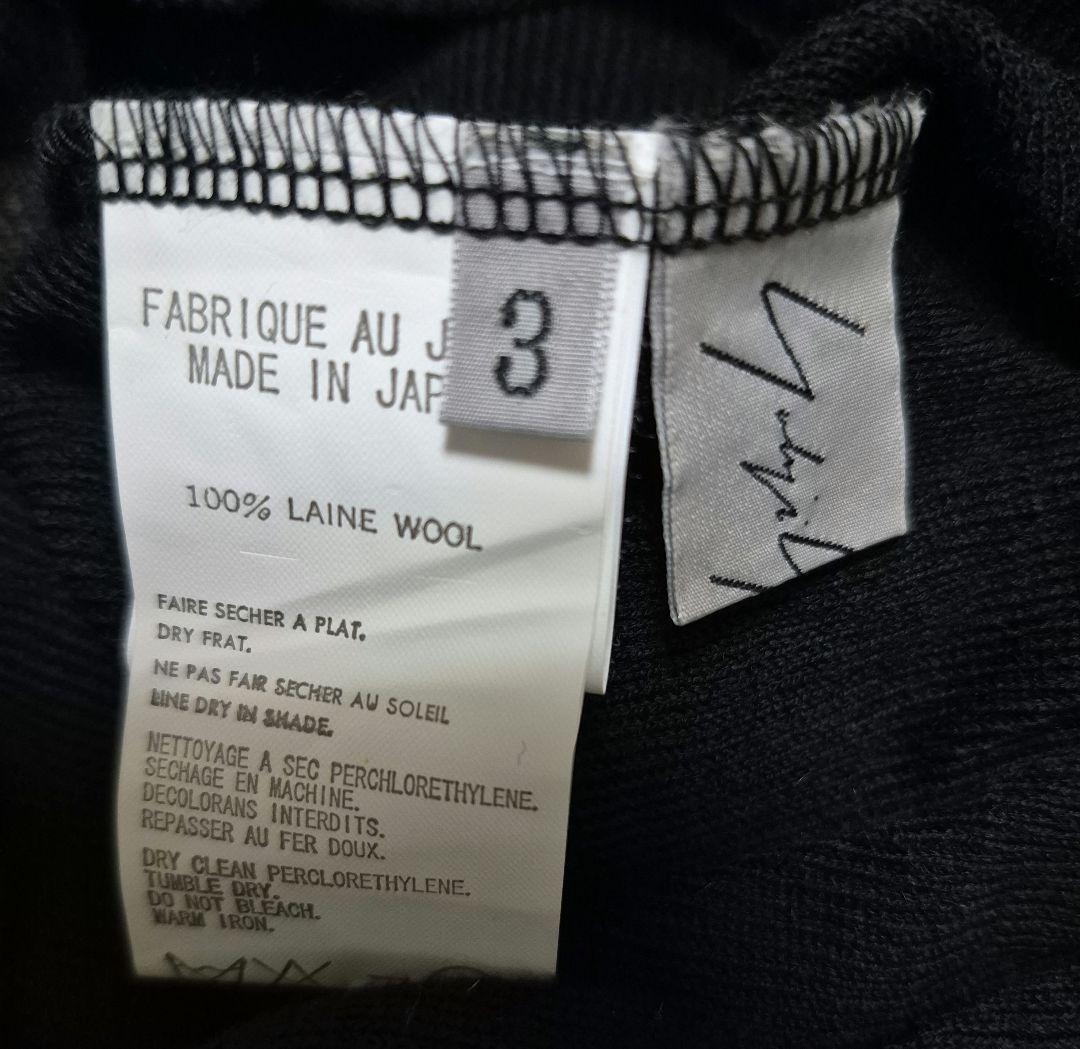 FABRIQUE AU J
MADE IN JAP
3
100% LAINE WOOL
FAIRE SECHER A PLAT.
DRY FRAT.
NE PAS FAIR SECHER AU SOLEIL
LINE DRY IN SHADE.
NETTOYAGE A SEC PERCHLORETHYLENE.
SECHAGE EN MACHINE.
DECOLORANS INTERDITS.
REPASSER AU FER DOUX.
DRY CLEAN PERCLORETHYLENE.
TUMBLE DRY.
DO NOT BLEACH.
WARM IRON.